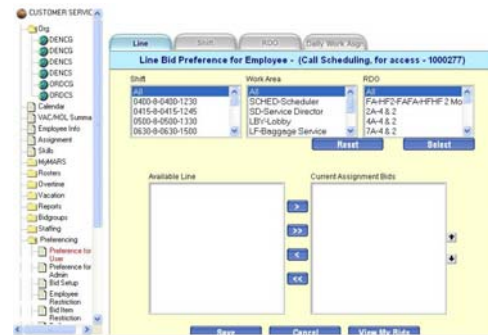 CUSTOMER SERVIC
Org
DENCG
DENCS
DENCS
DENCS
ORDCG
ORDCS
Calendar
VAC/MOL Summa
Employee Info
Assignment
Skills
MyMARS
Rosters
Overtime
Vacation
Reports
Bidgroups
Staffing
Preferencing
Preference for
User
Preference for
Admin
Bid Setup
Employee
Restriction
Bid Item
Restriction
Line
Shift
RDO
Daily Work Assign
Line Bid Preference for Employee - (Call Scheduling, for access - 1000277)
Shift
All
0400-8-0400-1230
0415-8-0415-1245
0500-8-0500-1330
0630-8-0630-1500
Work Area
All
SCHED-Scheduler
SD-Service Director
LBY-Lobby
LF-Baggage Service
RDO
All
FA-HF2-FAFA-HFHF 2 Mo
2A-4 & 2
4A-4 & 2
7A-4 & 2
Reset
Select
Available Line
Current Assignment Bids
>
>>
<
<<
Save
Cancel
View My Bids